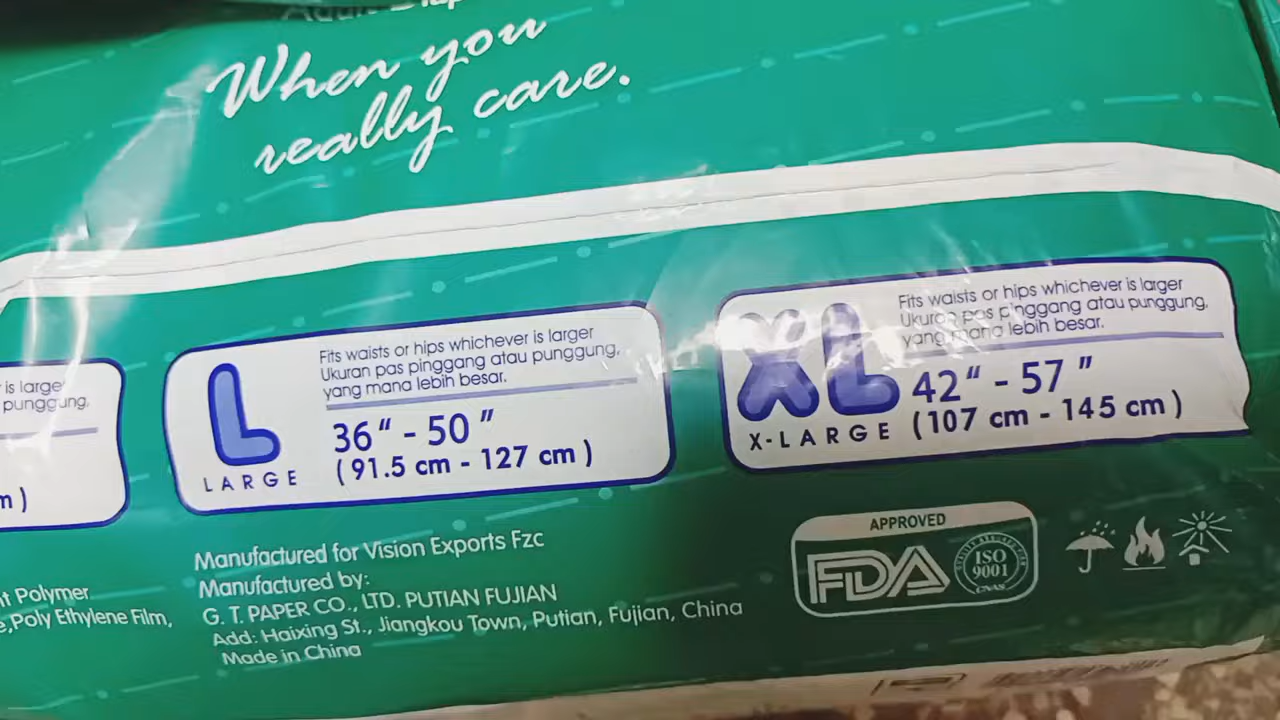 When you
really care.
is large
punggung,
m )
L
LARGE
Fits waists or hips whichever is larger
Ukuran pas pinggang atau punggung,
yang mana lebih besar.
36" - 50"
( 91.5 cm - 127 cm )
XL
X-LARGE
Fits waists or hips whichever is larger
Ukuran pas pinggang atau punggung,
yang mana lebih besar.
42" - 57"
(107 cm - 145 cm )
Polymer
,Poly Ethylene Film,
Manufactured for Vision Exports Fzc
Manufactured by:
G. T. PAPER CO., LTD. PUTIAN FUJIAN
Add: Haixing St., Jiangkou Town, Putian, Fujian, China
Made in China
APPROVED
FDA
ISO
9001
CNAS